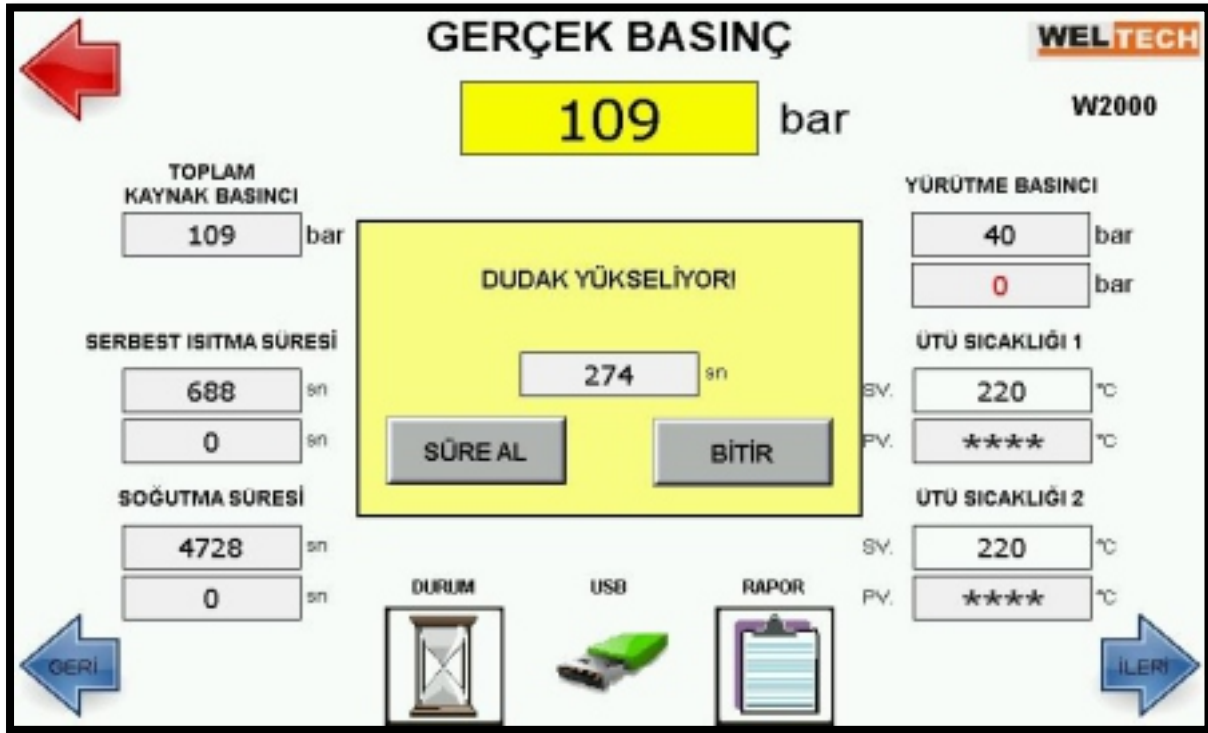 GERÇEK BASINÇ
WELTECH
109 bar
W2000
TOPLAM
KAYNAK BASINCI
109 bar
YÜRÜTME BASINCI
40 bar
0 bar
DUDAK YÜKSELİYOR!
274 sn
SÜRE AL
BİTİR
SERBEST ISITMA SÜRESİ
688 sn
0 sn
ÜTÜ SICAKLIĞI 1
SV. 220 °C
PV. **** °C
SOĞUTMA SÜRESİ
4728 sn
0 sn
ÜTÜ SICAKLIĞI 2
SV. 220 °C
PV. **** °C
DURUM
USB
RAPOR
GERİ
İLERİ